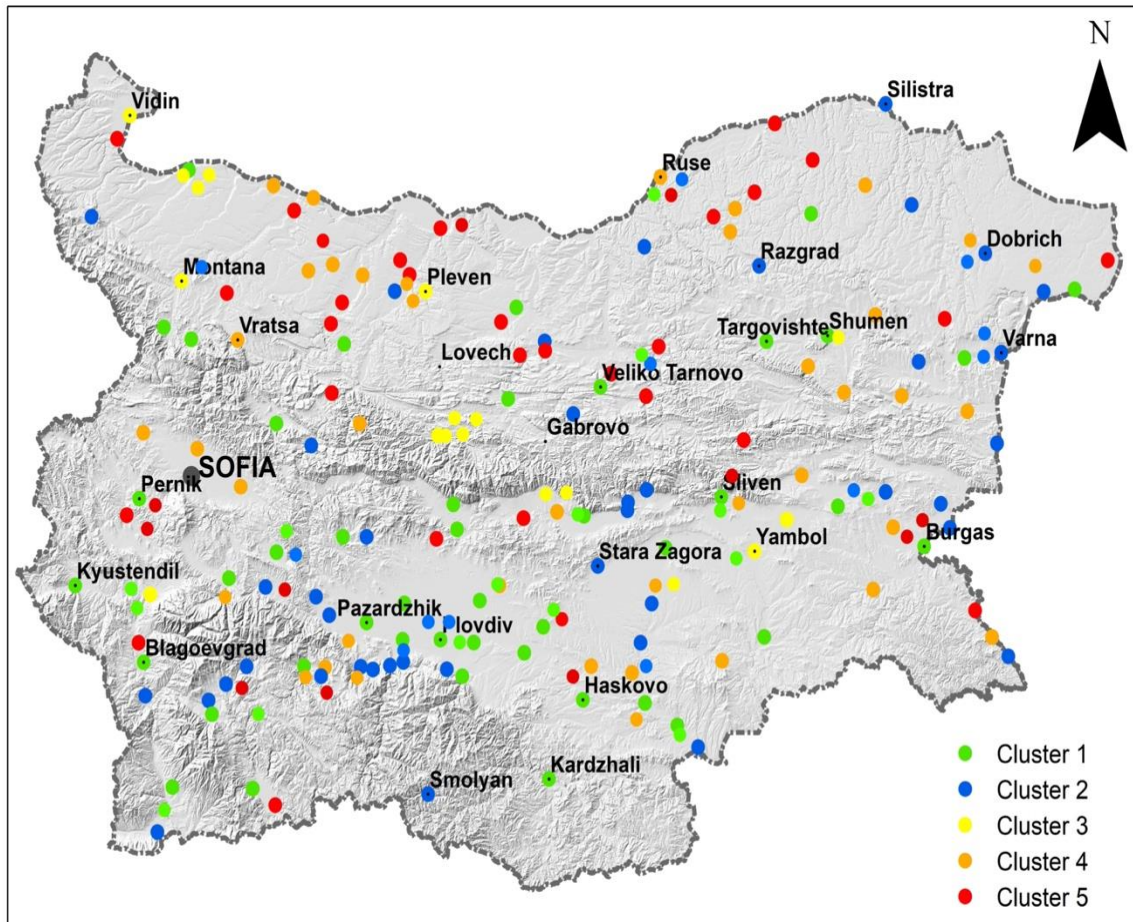 N
Vidin
Silistra
Ruse
Dobrich
Razgrad
Montana
Pleven
Vratsa
Targovishte
Shumen
Varna
Lovech
Veliko Tarnovo
Gabrovo
SOFIA
Pernik
Sliven
Burgas
Yambol
Stara Zagora
Kyustendil
Pazardzhik
Plovdiv
Blagoevgrad
Haskovo
Kardzhali
Smolyan
Cluster 1
Cluster 2
Cluster 3
Cluster 4
Cluster 5